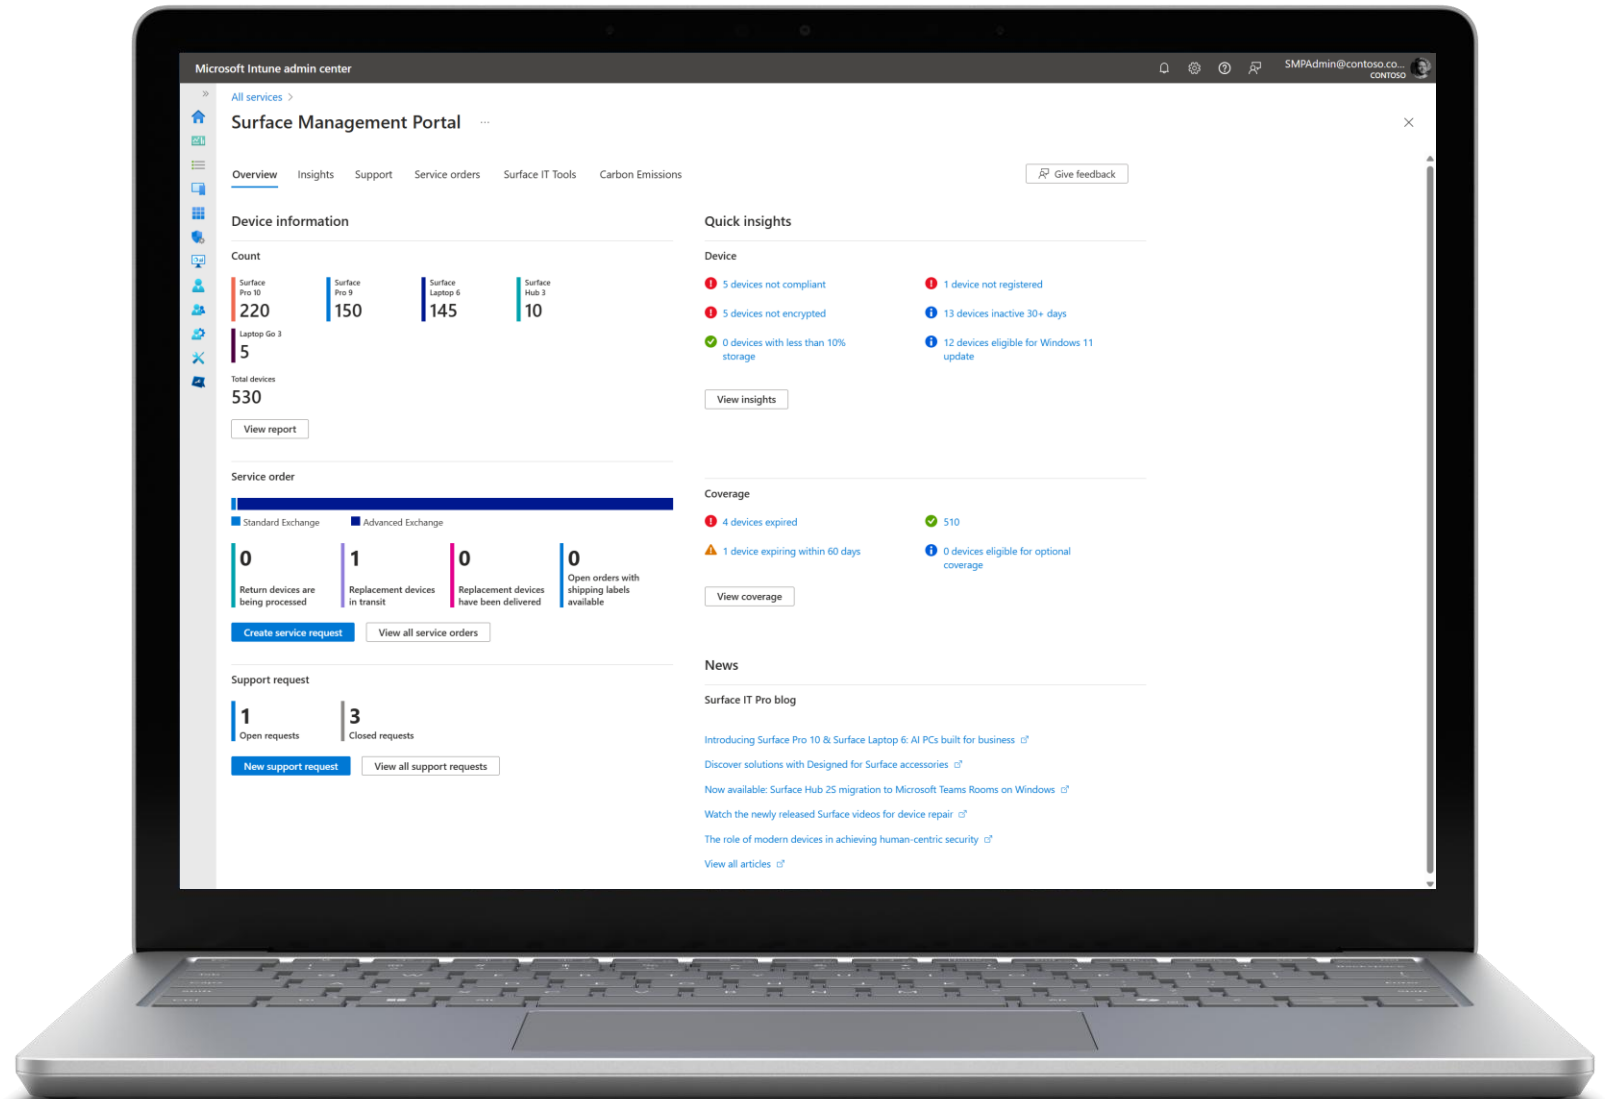 Microsoft Intune admin center
SMPAdmin@contoso.co...
CONTOSO
All services >
Surface Management Portal ...
Overview Insights Support Service orders Surface IT Tools Carbon Emissions
Give feedback
Device information
Count
Surface
Pro 10
220
Surface
Pro 9
150
Surface
Laptop 6
145
Surface
Hub 3
10
Laptop Go 3
5
Total devices
530
View report
Service order
Standard Exchange
Advanced Exchange
0
Return devices are
being processed
1
Replacement devices
in transit
0
Replacement devices
have been delivered
0
Open orders with
shipping labels
available
Create service request
View all service orders
Support request
1
Open requests
3
Closed requests
New support request
View all support requests
Quick insights
Device
5 devices not compliant
1 device not registered
5 devices not encrypted
13 devices inactive 30+ days
0 devices with less than 10%
storage
12 devices eligible for Windows 11
update
View insights
Coverage
4 devices expired
510
1 device expiring within 60 days
0 devices eligible for optional
coverage
View coverage
News
Surface IT Pro blog
Introducing Surface Pro 10 & Surface Laptop 6: AI PCs built for business
Discover solutions with Designed for Surface accessories
Now available: Surface Hub 2S migration to Microsoft Teams Rooms on Windows
Watch the newly released Surface videos for device repair
The role of modern devices in achieving human-centric security
View all articles